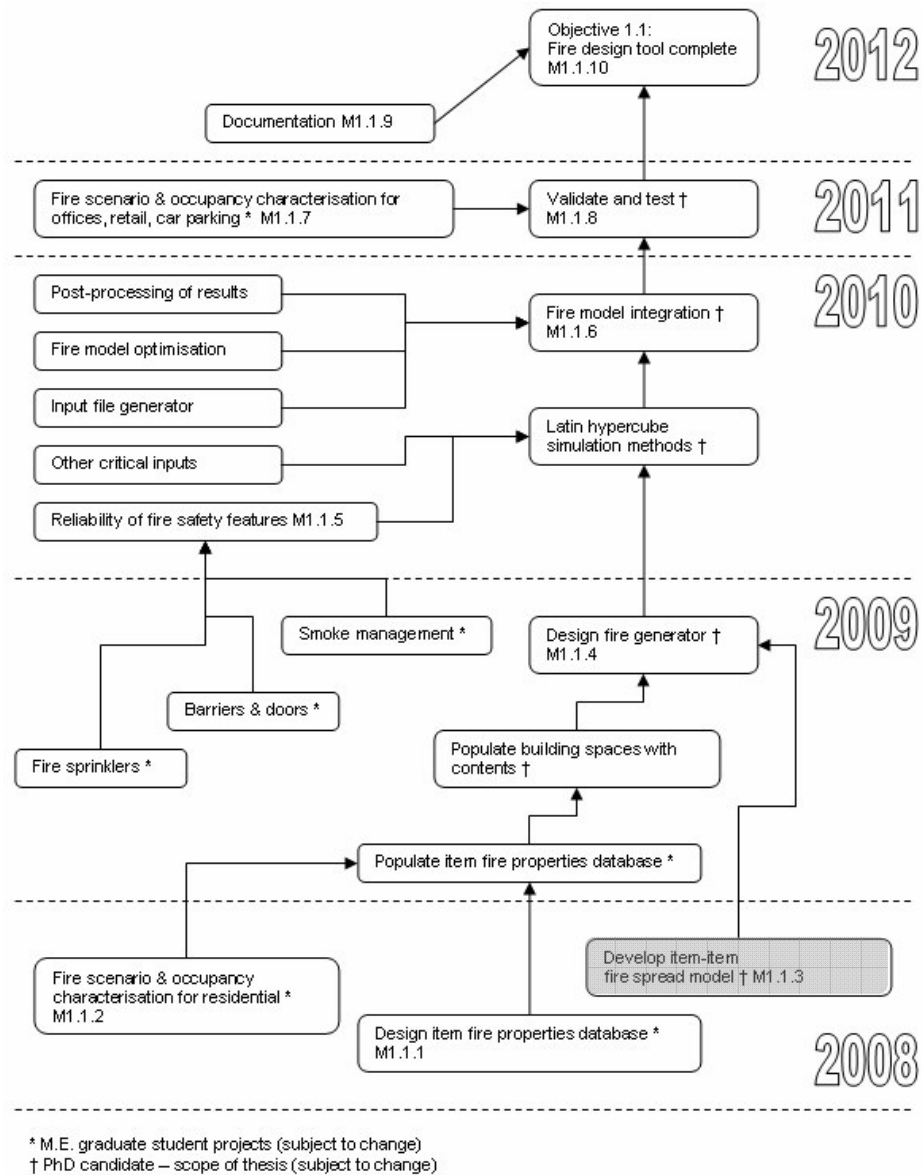 Objective 1.1:
Fire design tool complete
M1.1.10
2012
Documentation M1.1.9
Fire scenario & occupancy characterisation for
offices, retail, car parking * M1.1.7
Validate and test †
M1.1.8
2011
Post-processing of results
Fire model integration †
M1.1.6
2010
Fire model optimisation
Input file generator
Latin hypercube
simulation methods †
Other critical inputs
Reliability of fire safety features M1.1.5
Smoke management *
Design fire generator †
M1.1.4
2009
Barriers & doors *
Populate building spaces with
contents †
Fire sprinklers *
Populate item fire properties database *
Develop item-item
fire spread model † M1.1.3
Fire scenario & occupancy
characterisation for residential *
M1.1.2
Design item fire properties database *
M1.1.1
2008
* M.E. graduate student projects (subject to change)
† PhD candidate – scope of thesis (subject to change)